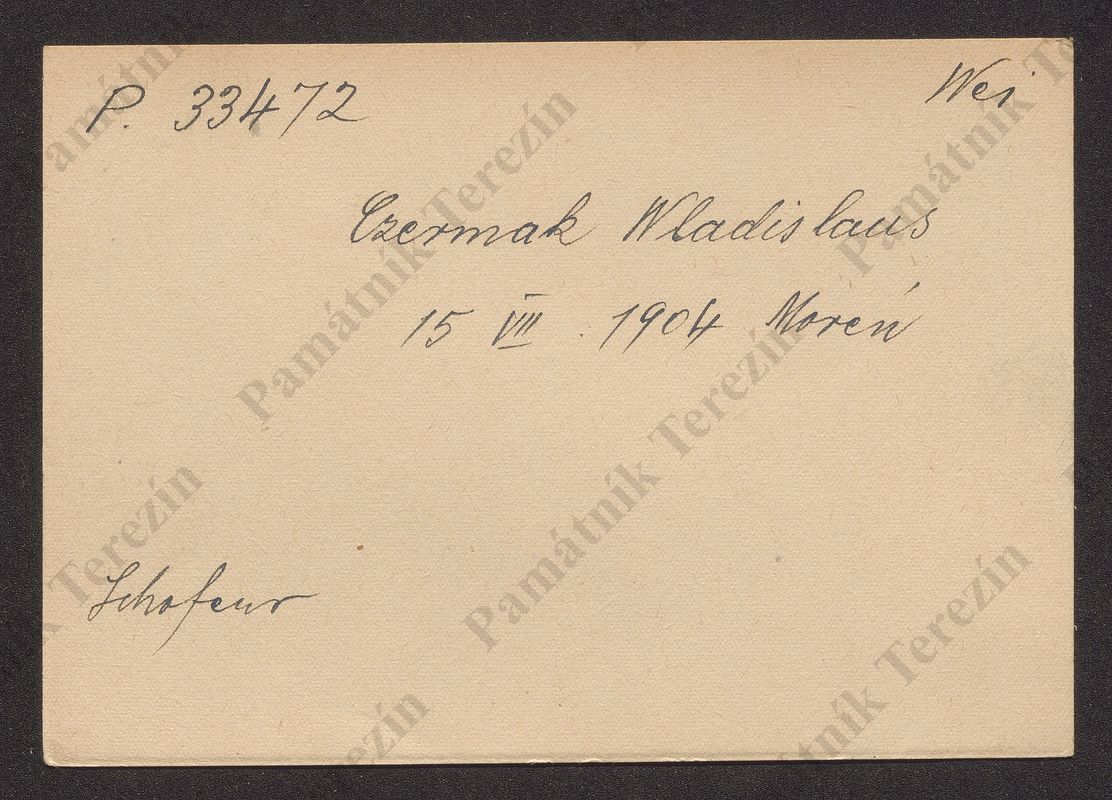 P. 33472
Wei
Czermak Wladislaus
15 VIII. 1904 Moreń
Schofeur
Památník Terezín